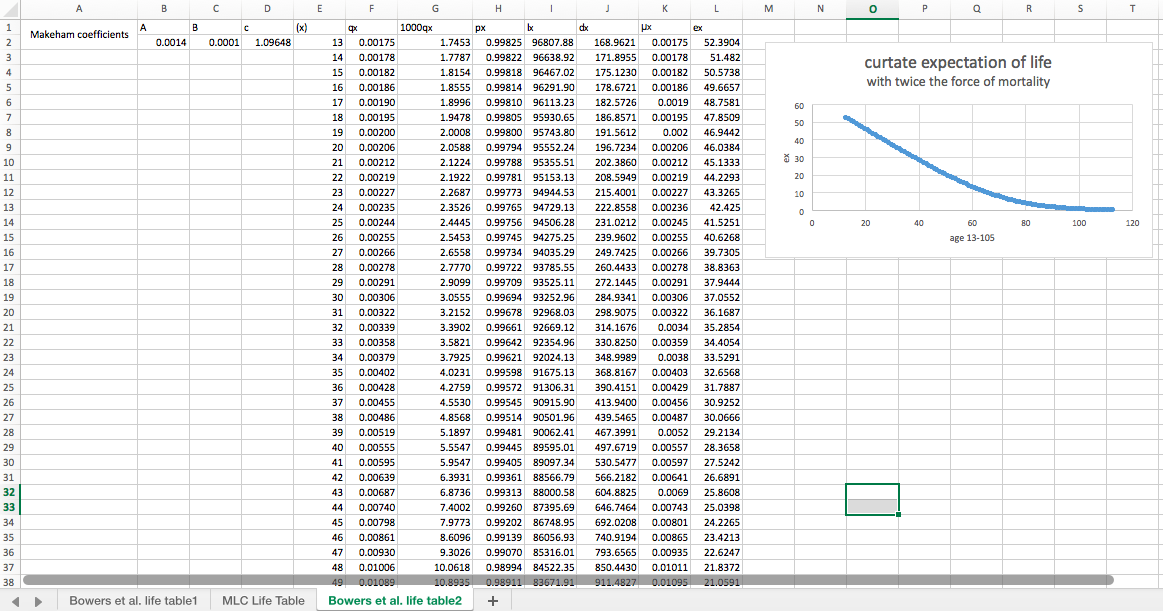 A B C D E F G H I J K L M N O P Q R S T
1 Makeham coefficients A B c (x) qx 1000qx px lx dx μx ex
2 0.0014 0.0001 1.09648 13 0.00175 1.7453 0.99825 96807.88 168.9621 0.00175 52.3904
3 14 0.00178 1.7787 0.99822 96638.92 171.8955 0.00178 51.482
4 15 0.00182 1.8154 0.99818 96467.02 175.1230 0.00182 50.5738
5 16 0.00186 1.8555 0.99814 96291.90 178.6721 0.00186 49.6657
6 17 0.00190 1.8996 0.99810 96113.23 182.5726 0.0019 48.7581
7 18 0.00195 1.9478 0.99805 95930.65 186.8571 0.00195 47.8509
8 19 0.00200 2.0008 0.99800 95743.80 191.5612 0.002 46.9442
9 20 0.00206 2.0588 0.99794 95552.24 196.7234 0.00206 46.0384
10 21 0.00212 2.1224 0.99788 95355.51 202.3860 0.00212 45.1333
11 22 0.00219 2.1922 0.99781 95153.13 208.5949 0.00219 44.2293
12 23 0.00227 2.2687 0.99773 94944.53 215.4001 0.00227 43.3265
13 24 0.00235 2.3526 0.99765 94729.13 222.8558 0.00236 42.425
14 25 0.00244 2.4445 0.99756 94506.28 231.0212 0.00245 41.5251
15 26 0.00255 2.5453 0.99745 94275.25 239.9602 0.00255 40.6268
16 27 0.00266 2.6558 0.99734 94035.29 249.7425 0.00266 39.7305
17 28 0.00278 2.7770 0.99722 93785.55 260.4433 0.00278 38.8363
18 29 0.00291 2.9099 0.99709 93525.11 272.1445 0.00291 37.9444
19 30 0.00306 3.0555 0.99694 93252.96 284.9341 0.00306 37.0552
20 31 0.00322 3.2152 0.99678 92968.03 298.9075 0.00322 36.1687
21 32 0.00339 3.3902 0.99661 92669.12 314.1676 0.0034 35.2854
22 33 0.00358 3.5821 0.99642 92354.96 330.8250 0.00359 34.4054
23 34 0.00379 3.7925 0.99621 92024.13 348.9989 0.0038 33.5291
24 35 0.00402 4.0231 0.99598 91675.13 368.8167 0.00403 32.6568
25 36 0.00428 4.2759 0.99572 91306.31 390.4151 0.00429 31.7887
26 37 0.00455 4.5530 0.99545 90915.90 413.9400 0.00456 30.9252
27 38 0.00486 4.8568 0.99514 90501.96 439.5465 0.00487 30.0666
28 39 0.00519 5.1897 0.99481 90062.41 467.3991 0.0052 29.2134
29 40 0.00555 5.5547 0.99445 89595.01 497.6719 0.00557 28.3658
30 41 0.00595 5.9547 0.99405 89097.34 530.5477 0.00597 27.5242
31 42 0.00639 6.3931 0.99361 88566.79 566.2182 0.00641 26.6891
32 43 0.00687 6.8736 0.99313 88000.58 604.8825 0.0069 25.8608
33 44 0.00740 7.4002 0.99260 87395.69 646.7464 0.00743 25.0398
34 45 0.00798 7.9773 0.99202 86748.95 692.0208 0.00801 24.2265
35 46 0.00861 8.6096 0.99139 86056.93 740.9194 0.00865 23.4213
36 47 0.00930 9.3026 0.99070 85316.01 793.6565 0.00935 22.6247
37 48 0.01006 10.0618 0.98994 84522.35 850.4430 0.01011 21.8372
38 49 0.01089 10.8935 0.98911 83671.91 911.4827 0.01095 21.0591
curtate expectation of life
with twice the force of mortality
60
50
40
30
20
10
0
ex
0 20 40 60 80 100 120
age 13-105
Bowers et al. life table1 MLC Life Table Bowers et al. life table2 +